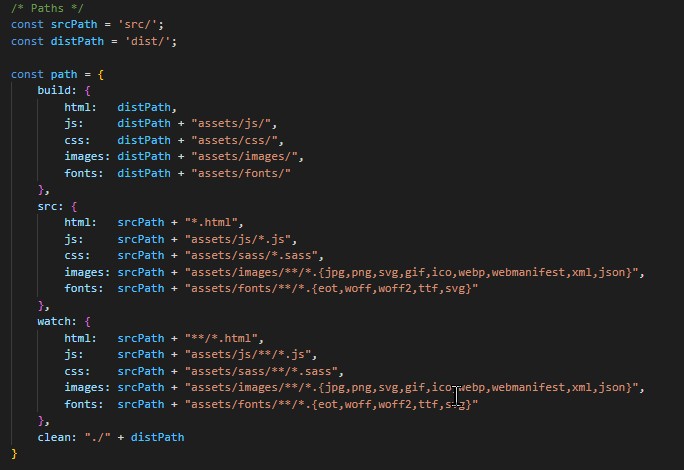 /* Paths */
const srcPath = 'src/';
const distPath = 'dist/';
const path = {
build: {
html: distPath,
js: distPath + "assets/js/",
css: distPath + "assets/css/",
images: distPath + "assets/images/",
fonts: distPath + "assets/fonts/"
},
src: {
html: srcPath + "*.html",
js: srcPath + "assets/js/*.js",
css: srcPath + "assets/sass/*.sass",
images: srcPath + "assets/images/**/*.{jpg,png,svg,gif,ico,webp,webmanifest,xml,json}",
fonts: srcPath + "assets/fonts/**/*.{eot,woff,woff2,ttf,svg}"
},
watch: {
html: srcPath + "**/*.html",
js: srcPath + "assets/js/**/*.js",
css: srcPath + "assets/sass/**/*.sass",
images: srcPath + "assets/images/**/*.{jpg,png,svg,gif,ico,webp,webmanifest,xml,json}",
fonts: srcPath + "assets/fonts/**/*.{eot,woff,woff2,ttf,svg}"
},
clean: "./" + distPath
}